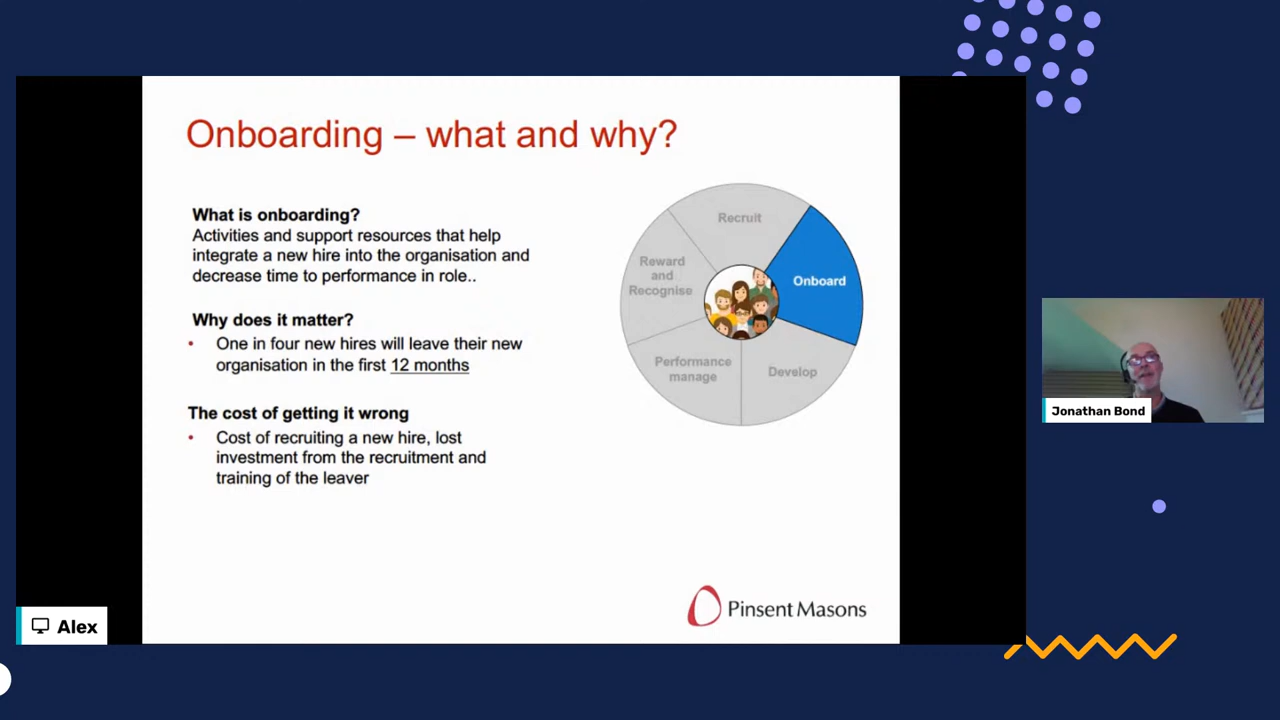 Onboarding – what and why?
What is onboarding?
Activities and support resources that help
integrate a new hire into the organisation and
decrease time to performance in role..
Why does it matter?
• One in four new hires will leave their new
organisation in the first 12 months
The cost of getting it wrong
• Cost of recruiting a new hire, lost
investment from the recruitment and
training of the leaver
Recruit
Onboard
Develop
Performance
manage
Reward
and
Recognise
Pinsent Masons
Alex
Jonathan Bond